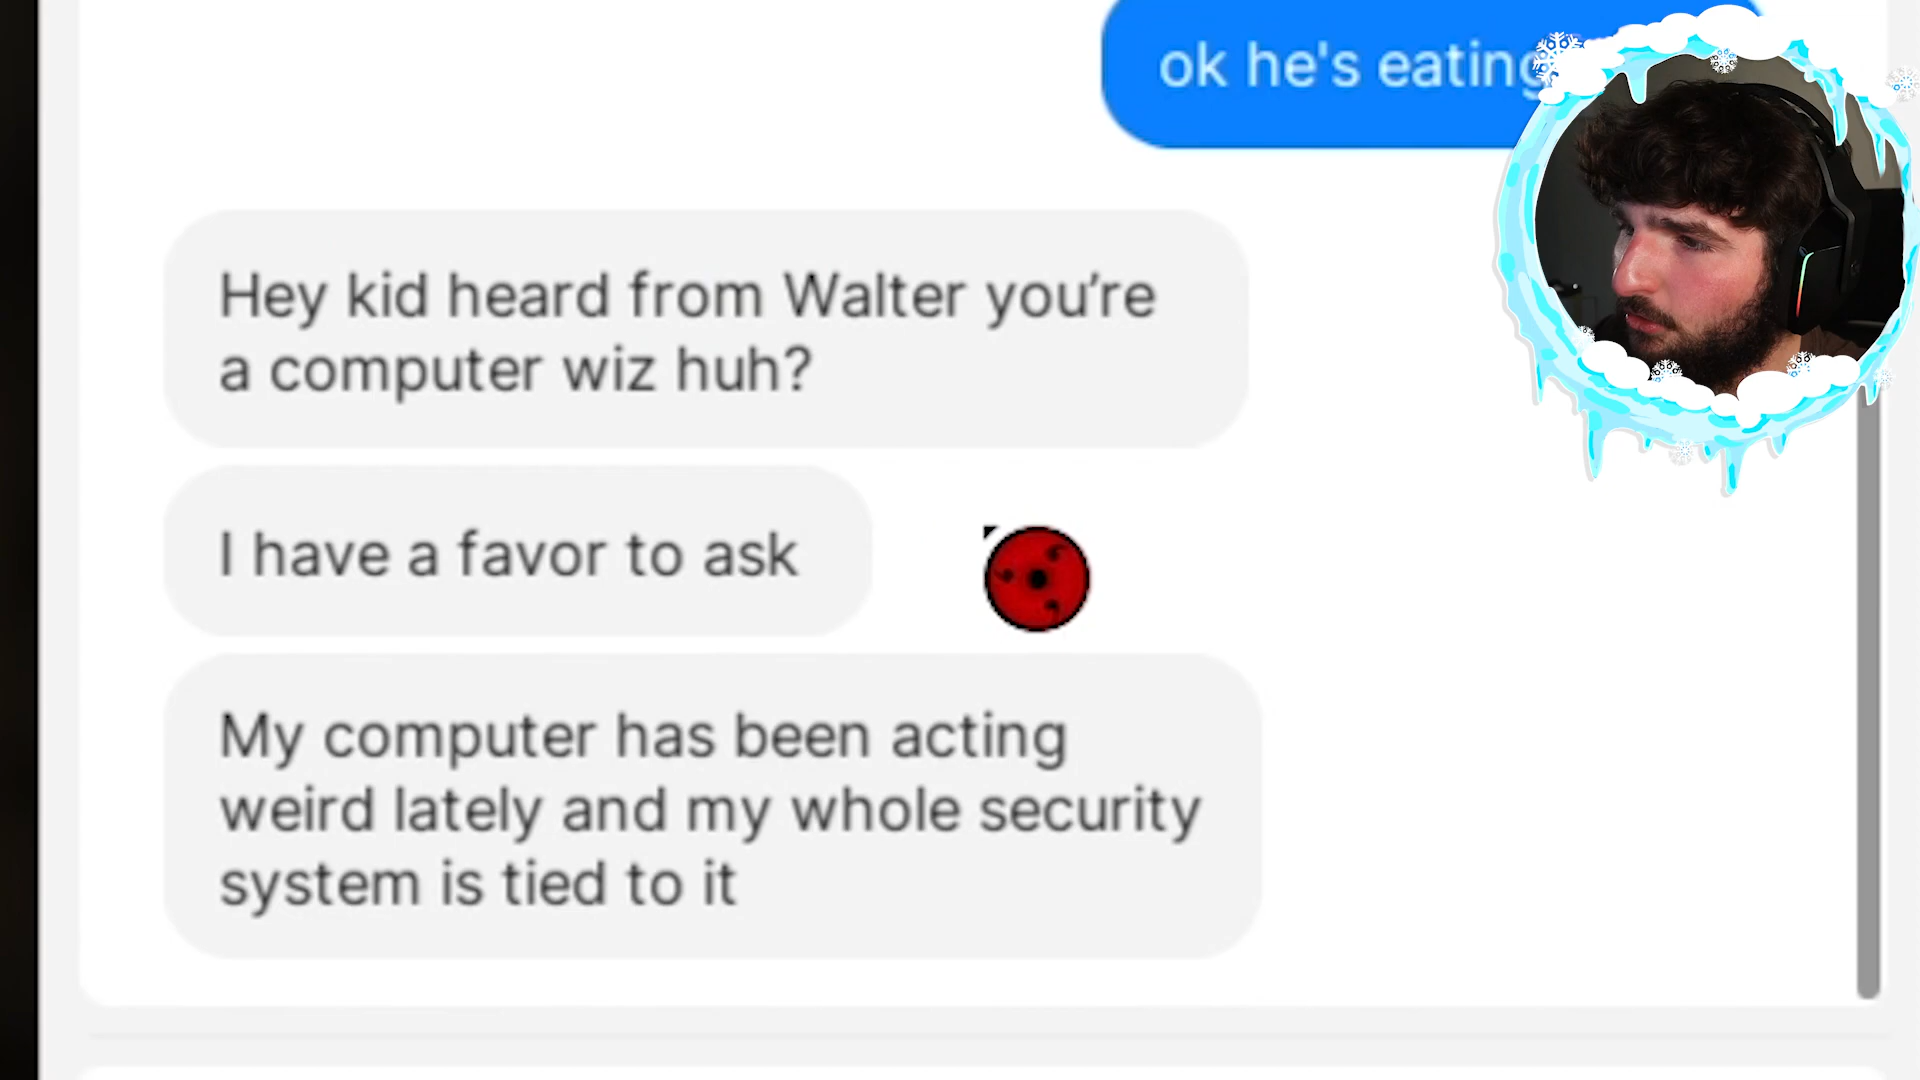 ok he's eating
Hey kid heard from Walter you’re
a computer wiz huh?
I have a favor to ask
My computer has been acting
weird lately and my whole security
system is tied to it